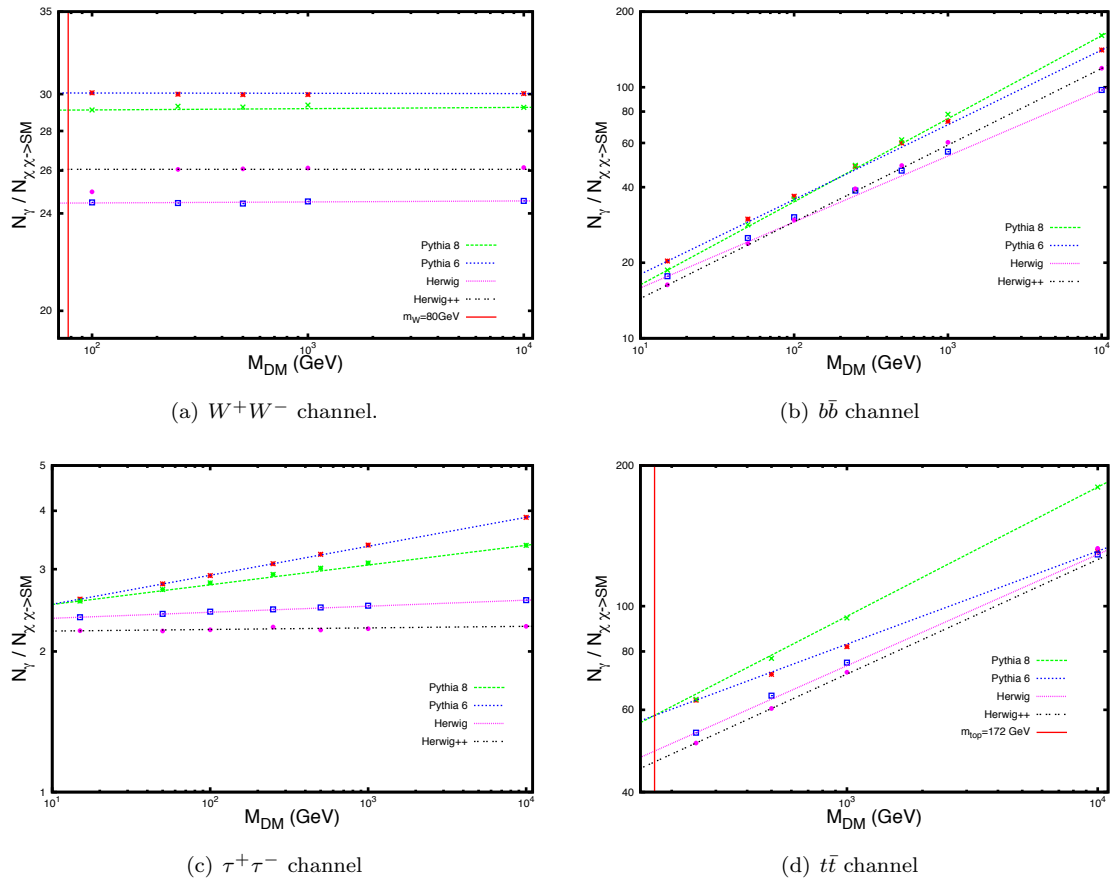 35
30
28
26
24
20
N_γ / N_χχ->SM
10^2
10^3
10^4
M_DM (GeV)
Pythia 8
Pythia 6
Herwig
Herwig++
m_W=80GeV
(a) W^+W^- channel.
200
100
80
60
40
20
10
N_γ / N_χχ->SM
10^1
10^2
10^3
10^4
M_DM (GeV)
Pythia 8
Pythia 6
Herwig
Herwig++
(b) b\bar{b} channel
5
4
3
2
1
N_γ / N_χχ->SM
10^1
10^2
10^3
10^4
M_DM (GeV)
Pythia 8
Pythia 6
Herwig
Herwig++
(c) τ^+τ^- channel
200
100
80
60
40
N_γ / N_χχ->SM
10^3
10^4
M_DM (GeV)
Pythia 8
Pythia 6
Herwig
Herwig++
m_top=172 GeV
(d) t\bar{t} channel